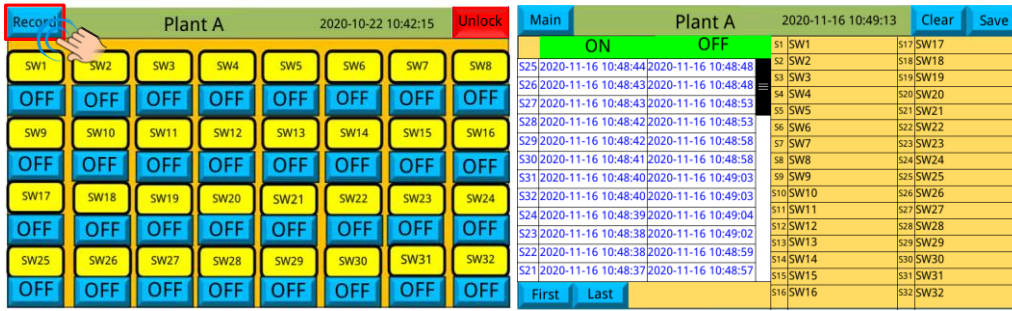 Record Plant A 2020-10-22 10:42:15 Unlock
SW1 SW2 SW3 SW4 SW5 SW6 SW7 SW8
OFF OFF OFF OFF OFF OFF OFF OFF
SW9 SW10 SW11 SW12 SW13 SW14 SW15 SW16
OFF OFF OFF OFF OFF OFF OFF OFF
SW17 SW18 SW19 SW20 SW21 SW22 SW23 SW24
OFF OFF OFF OFF OFF OFF OFF OFF
SW25 SW26 SW27 SW28 SW29 SW30 SW31 SW32
OFF OFF OFF OFF OFF OFF OFF OFF
Main Plant A 2020-11-16 10:49:13 Clear Save
ON OFF
S25 2020-11-16 10:48:44 2020-11-16 10:48:48
S26 2020-11-16 10:48:43 2020-11-16 10:48:48
S27 2020-11-16 10:48:43 2020-11-16 10:48:53
S28 2020-11-16 10:48:42 2020-11-16 10:48:53
S29 2020-11-16 10:48:42 2020-11-16 10:48:58
S30 2020-11-16 10:48:41 2020-11-16 10:48:58
S31 2020-11-16 10:48:40 2020-11-16 10:49:03
S32 2020-11-16 10:48:40 2020-11-16 10:49:03
S24 2020-11-16 10:48:39 2020-11-16 10:49:04
S23 2020-11-16 10:48:38 2020-11-16 10:49:02
S22 2020-11-16 10:48:38 2020-11-16 10:48:59
S21 2020-11-16 10:48:37 2020-11-16 10:48:57
First Last
S1 SW1 S17 SW17
S2 SW2 S18 SW18
S3 SW3 S19 SW19
S4 SW4 S20 SW20
S5 SW5 S21 SW21
S6 SW6 S22 SW22
S7 SW7 S23 SW23
S8 SW8 S24 SW24
S9 SW9 S25 SW25
S10 SW10 S26 SW26
S11 SW11 S27 SW27
S12 SW12 S28 SW28
S13 SW13 S29 SW29
S14 SW14 S30 SW30
S15 SW15 S31 SW31
S16 SW16 S32 SW32